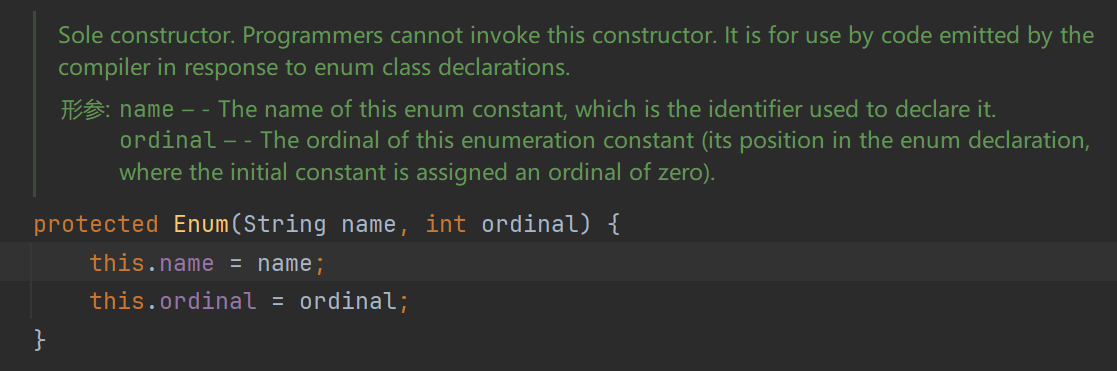 Sole constructor. Programmers cannot invoke this constructor. It is for use by code emitted by the
compiler in response to enum class declarations.
形参: name – - The name of this enum constant, which is the identifier used to declare it.
ordinal – - The ordinal of this enumeration constant (its position in the enum declaration,
where the initial constant is assigned an ordinal of zero).
protected Enum(String name, int ordinal) {
    this.name = name;
    this.ordinal = ordinal;
}